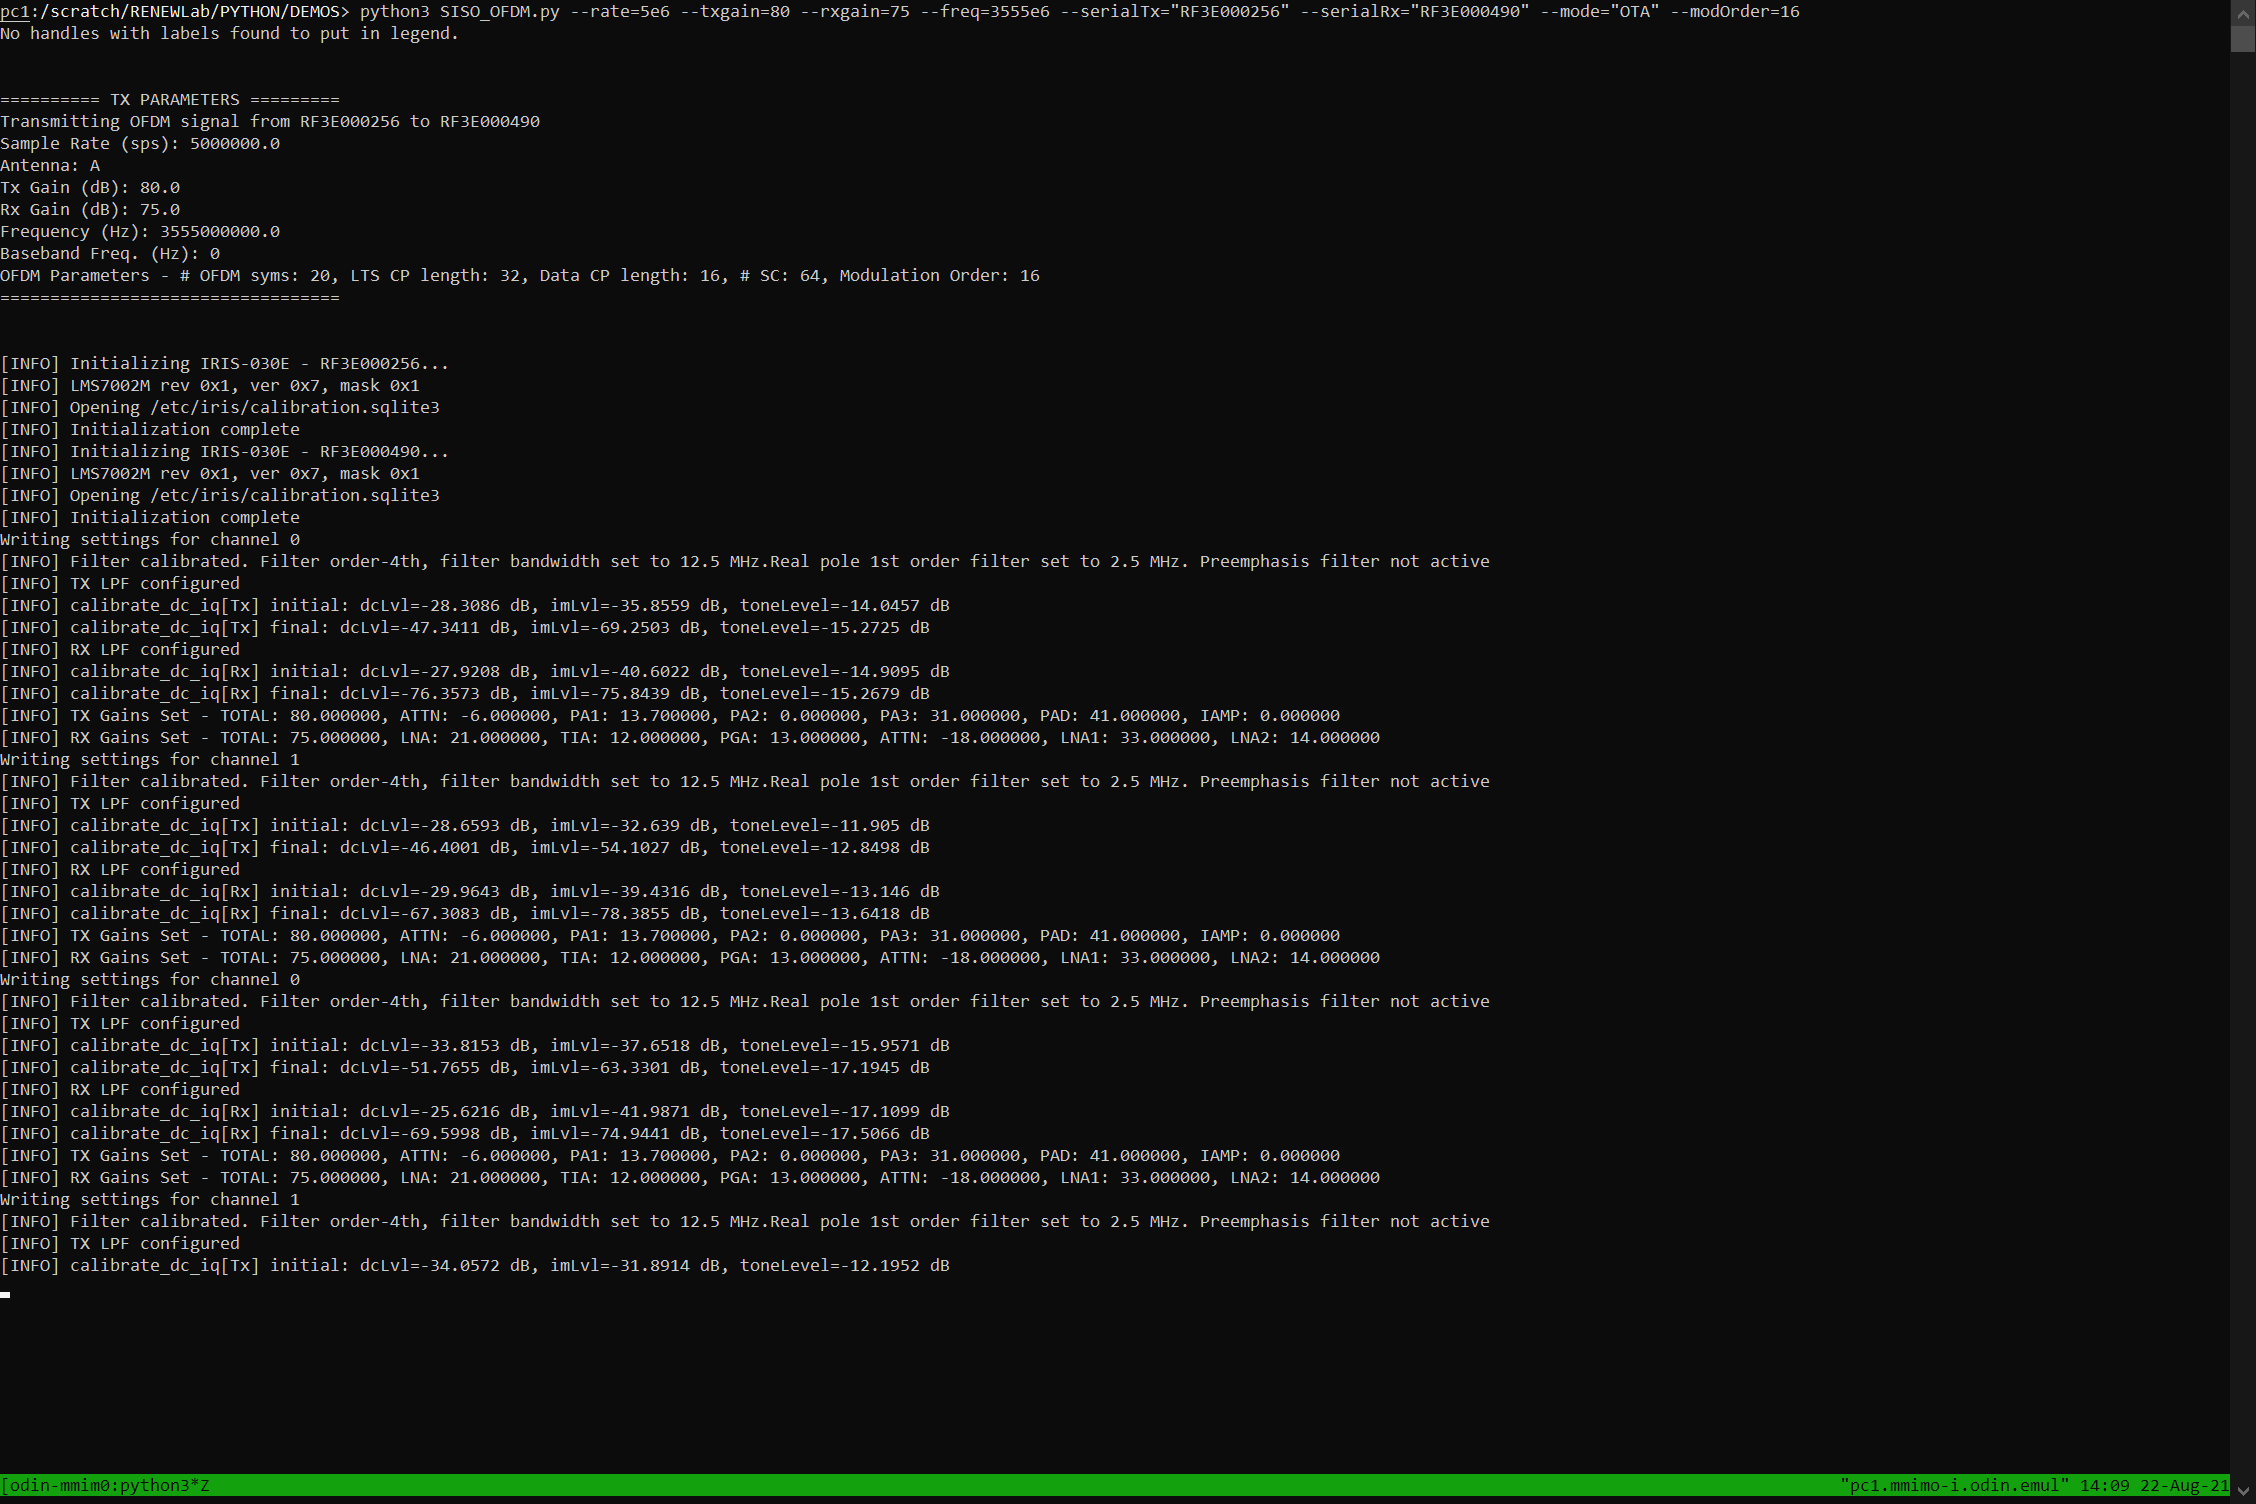 pc1:/scratch/RENEWLab/PYTHON/DEMOS> python3 SISO_OFDM.py --rate=5e6 --txgain=80 --rxgain=75 --freq=3555e6 --serialTx="RF3E000256" --serialRx="RF3E000490" --mode="OTA" --modOrder=16
No handles with labels found to put in legend.
========== TX PARAMETERS =========
Transmitting OFDM signal from RF3E000256 to RF3E000490
Sample Rate (sps): 5000000.0
Antenna: A
Tx Gain (dB): 80.0
Rx Gain (dB): 75.0
Frequency (Hz): 3555000000.0
Baseband Freq. (Hz): 0
OFDM Parameters - # OFDM syms: 20, LTS CP length: 32, Data CP length: 16, # SC: 64, Modulation Order: 16
==================================
[INFO] Initializing IRIS-030E - RF3E000256...
[INFO] LMS7002M rev 0x1, ver 0x7, mask 0x1
[INFO] Opening /etc/iris/calibration.sqlite3
[INFO] Initialization complete
[INFO] Initializing IRIS-030E - RF3E000490...
[INFO] LMS7002M rev 0x1, ver 0x7, mask 0x1
[INFO] Opening /etc/iris/calibration.sqlite3
[INFO] Initialization complete
Writing settings for channel 0
[INFO] Filter calibrated. Filter order-4th, filter bandwidth set to 12.5 MHz.Real pole 1st order filter set to 2.5 MHz. Preemphasis filter not active
[INFO] TX LPF configured
[INFO] calibrate_dc_iq[Tx] initial: dcLvl=-28.3086 dB, imLvl=-35.8559 dB, toneLevel=-14.0457 dB
[INFO] calibrate_dc_iq[Tx] final: dcLvl=-47.3411 dB, imLvl=-69.2503 dB, toneLevel=-15.2725 dB
[INFO] RX LPF configured
[INFO] calibrate_dc_iq[Rx] initial: dcLvl=-27.9208 dB, imLvl=-40.6022 dB, toneLevel=-14.9095 dB
[INFO] calibrate_dc_iq[Rx] final: dcLvl=-76.3573 dB, imLvl=-75.8439 dB, toneLevel=-15.2679 dB
[INFO] TX Gains Set - TOTAL: 80.000000, ATTN: -6.000000, PA1: 13.700000, PA2: 0.000000, PA3: 31.000000, PAD: 41.000000, IAMP: 0.000000
[INFO] RX Gains Set - TOTAL: 75.000000, LNA: 21.000000, TIA: 12.000000, PGA: 13.000000, ATTN: -18.000000, LNA1: 33.000000, LNA2: 14.000000
Writing settings for channel 1
[INFO] Filter calibrated. Filter order-4th, filter bandwidth set to 12.5 MHz.Real pole 1st order filter set to 2.5 MHz. Preemphasis filter not active
[INFO] TX LPF configured
[INFO] calibrate_dc_iq[Tx] initial: dcLvl=-28.6593 dB, imLvl=-32.639 dB, toneLevel=-11.905 dB
[INFO] calibrate_dc_iq[Tx] final: dcLvl=-46.4001 dB, imLvl=-54.1027 dB, toneLevel=-12.8498 dB
[INFO] RX LPF configured
[INFO] calibrate_dc_iq[Rx] initial: dcLvl=-29.9643 dB, imLvl=-39.4316 dB, toneLevel=-13.146 dB
[INFO] calibrate_dc_iq[Rx] final: dcLvl=-67.3083 dB, imLvl=-78.3855 dB, toneLevel=-13.6418 dB
[INFO] TX Gains Set - TOTAL: 80.000000, ATTN: -6.000000, PA1: 13.700000, PA2: 0.000000, PA3: 31.000000, PAD: 41.000000, IAMP: 0.000000
[INFO] RX Gains Set - TOTAL: 75.000000, LNA: 21.000000, TIA: 12.000000, PGA: 13.000000, ATTN: -18.000000, LNA1: 33.000000, LNA2: 14.000000
Writing settings for channel 0
[INFO] Filter calibrated. Filter order-4th, filter bandwidth set to 12.5 MHz.Real pole 1st order filter set to 2.5 MHz. Preemphasis filter not active
[INFO] TX LPF configured
[INFO] calibrate_dc_iq[Tx] initial: dcLvl=-33.8153 dB, imLvl=-37.6518 dB, toneLevel=-15.9571 dB
[INFO] calibrate_dc_iq[Tx] final: dcLvl=-51.7655 dB, imLvl=-63.3301 dB, toneLevel=-17.1945 dB
[INFO] RX LPF configured
[INFO] calibrate_dc_iq[Rx] initial: dcLvl=-25.6216 dB, imLvl=-41.9871 dB, toneLevel=-17.1099 dB
[INFO] calibrate_dc_iq[Rx] final: dcLvl=-69.5998 dB, imLvl=-74.9441 dB, toneLevel=-17.5066 dB
[INFO] TX Gains Set - TOTAL: 80.000000, ATTN: -6.000000, PA1: 13.700000, PA2: 0.000000, PA3: 31.000000, PAD: 41.000000, IAMP: 0.000000
[INFO] RX Gains Set - TOTAL: 75.000000, LNA: 21.000000, TIA: 12.000000, PGA: 13.000000, ATTN: -18.000000, LNA1: 33.000000, LNA2: 14.000000
Writing settings for channel 1
[INFO] Filter calibrated. Filter order-4th, filter bandwidth set to 12.5 MHz.Real pole 1st order filter set to 2.5 MHz. Preemphasis filter not active
[INFO] TX LPF configured
[INFO] calibrate_dc_iq[Tx] initial: dcLvl=-34.0572 dB, imLvl=-31.8914 dB, toneLevel=-12.1952 dB
[odin-mmim0:python3*Z "pc1.mmimo-i.odin.emul" 14:09 22-Aug-21